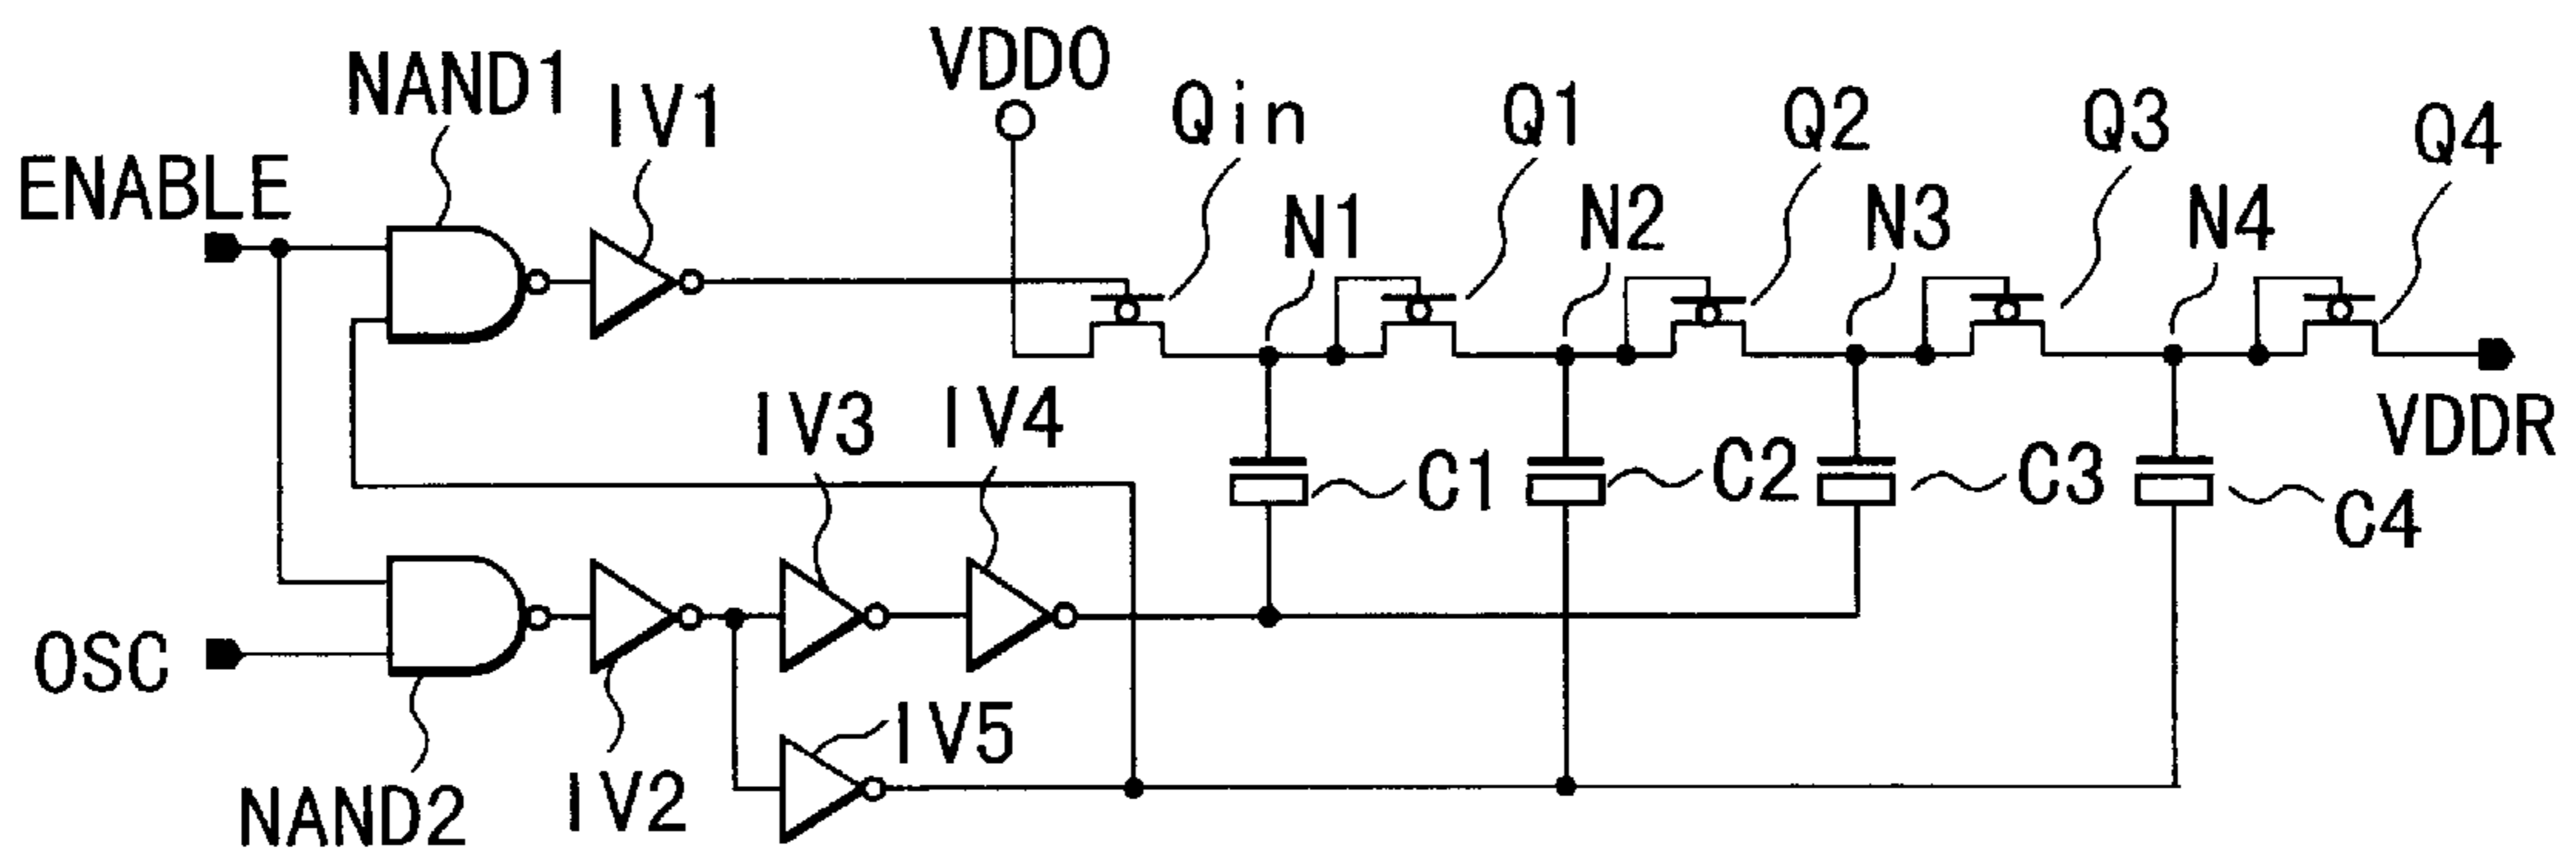 NAND1
IV1
VDD0
Qin
Q1
Q2
Q3
Q4
ENABLE
N1
N2
N3
N4
IV3
IV4
C1
C2
C3
C4
VDDR
OSC
NAND2
IV2
IV5